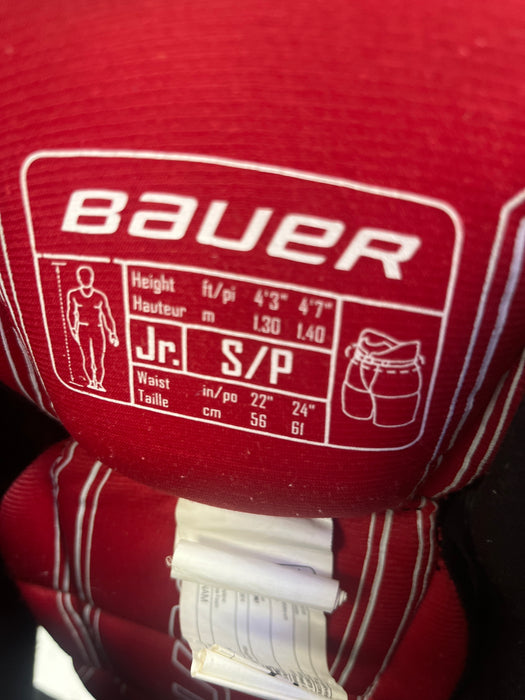 BAUER
Height ft/pi 4'3" 4'7"
Hauteur m 1.30 1.40
Jr. S/P
Waist in/po 22" 24"
Taille cm 56 61